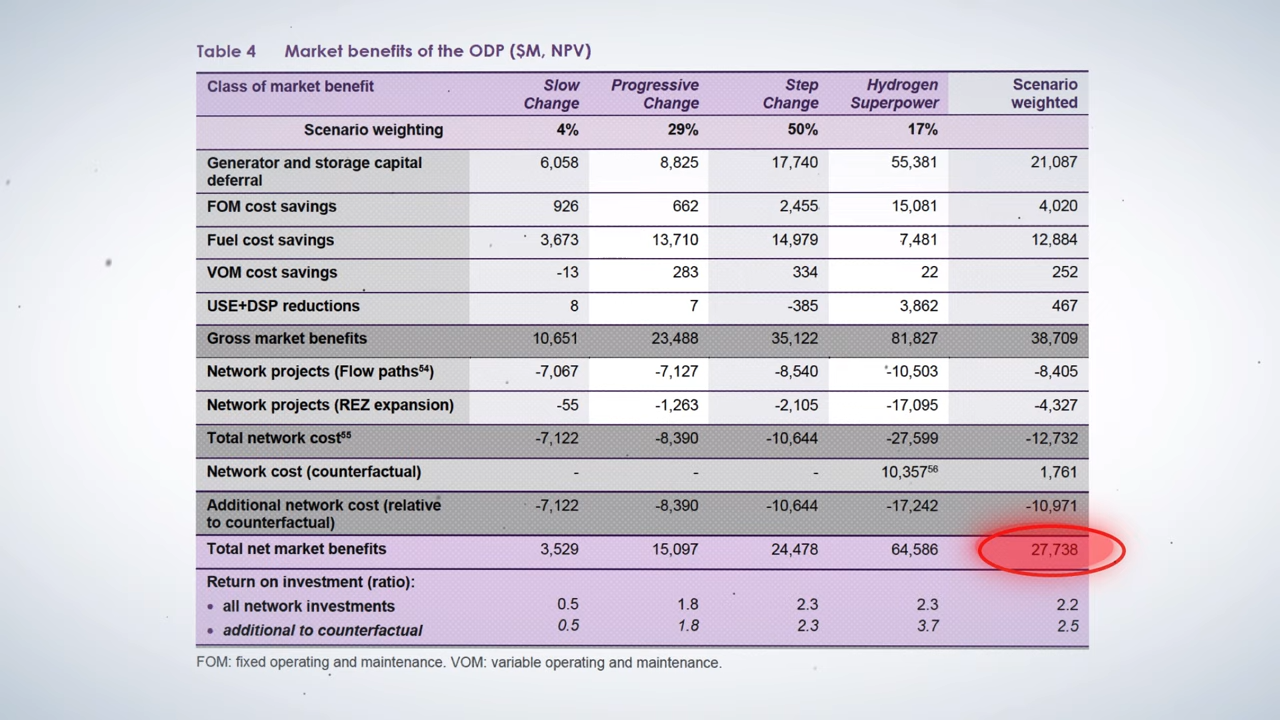 Table 4 Market benefits of the ODP ($M, NPV)
Class of market benefit Slow Change Progressive Change Step Change Hydrogen Superpower Scenario weighted
Scenario weighting 4% 29% 50% 17%
Generator and storage capital deferral 6,058 8,825 17,740 55,381 21,087
FOM cost savings 926 662 2,455 15,081 4,020
Fuel cost savings 3,673 13,710 14,979 7,481 12,884
VOM cost savings -13 283 334 22 252
USE+DSP reductions 8 7 -385 3,862 467
Gross market benefits 10,651 23,488 35,122 81,827 38,709
Network projects (Flow paths⁵⁴) -7,067 -7,127 -8,540 -10,503 -8,405
Network projects (REZ expansion) -55 -1,263 -2,105 -17,095 -4,327
Total network cost⁵⁵ -7,122 -8,390 -10,644 -27,599 -12,732
Network cost (counterfactual) - - - 10,357⁵⁶ 1,761
Additional network cost (relative to counterfactual) -7,122 -8,390 -10,644 -17,242 -10,971
Total net market benefits 3,529 15,097 24,478 64,586 27,738
Return on investment (ratio):
• all network investments 0.5 1.8 2.3 2.3 2.2
• additional to counterfactual 0.5 1.8 2.3 3.7 2.5
FOM: fixed operating and maintenance. VOM: variable operating and maintenance.